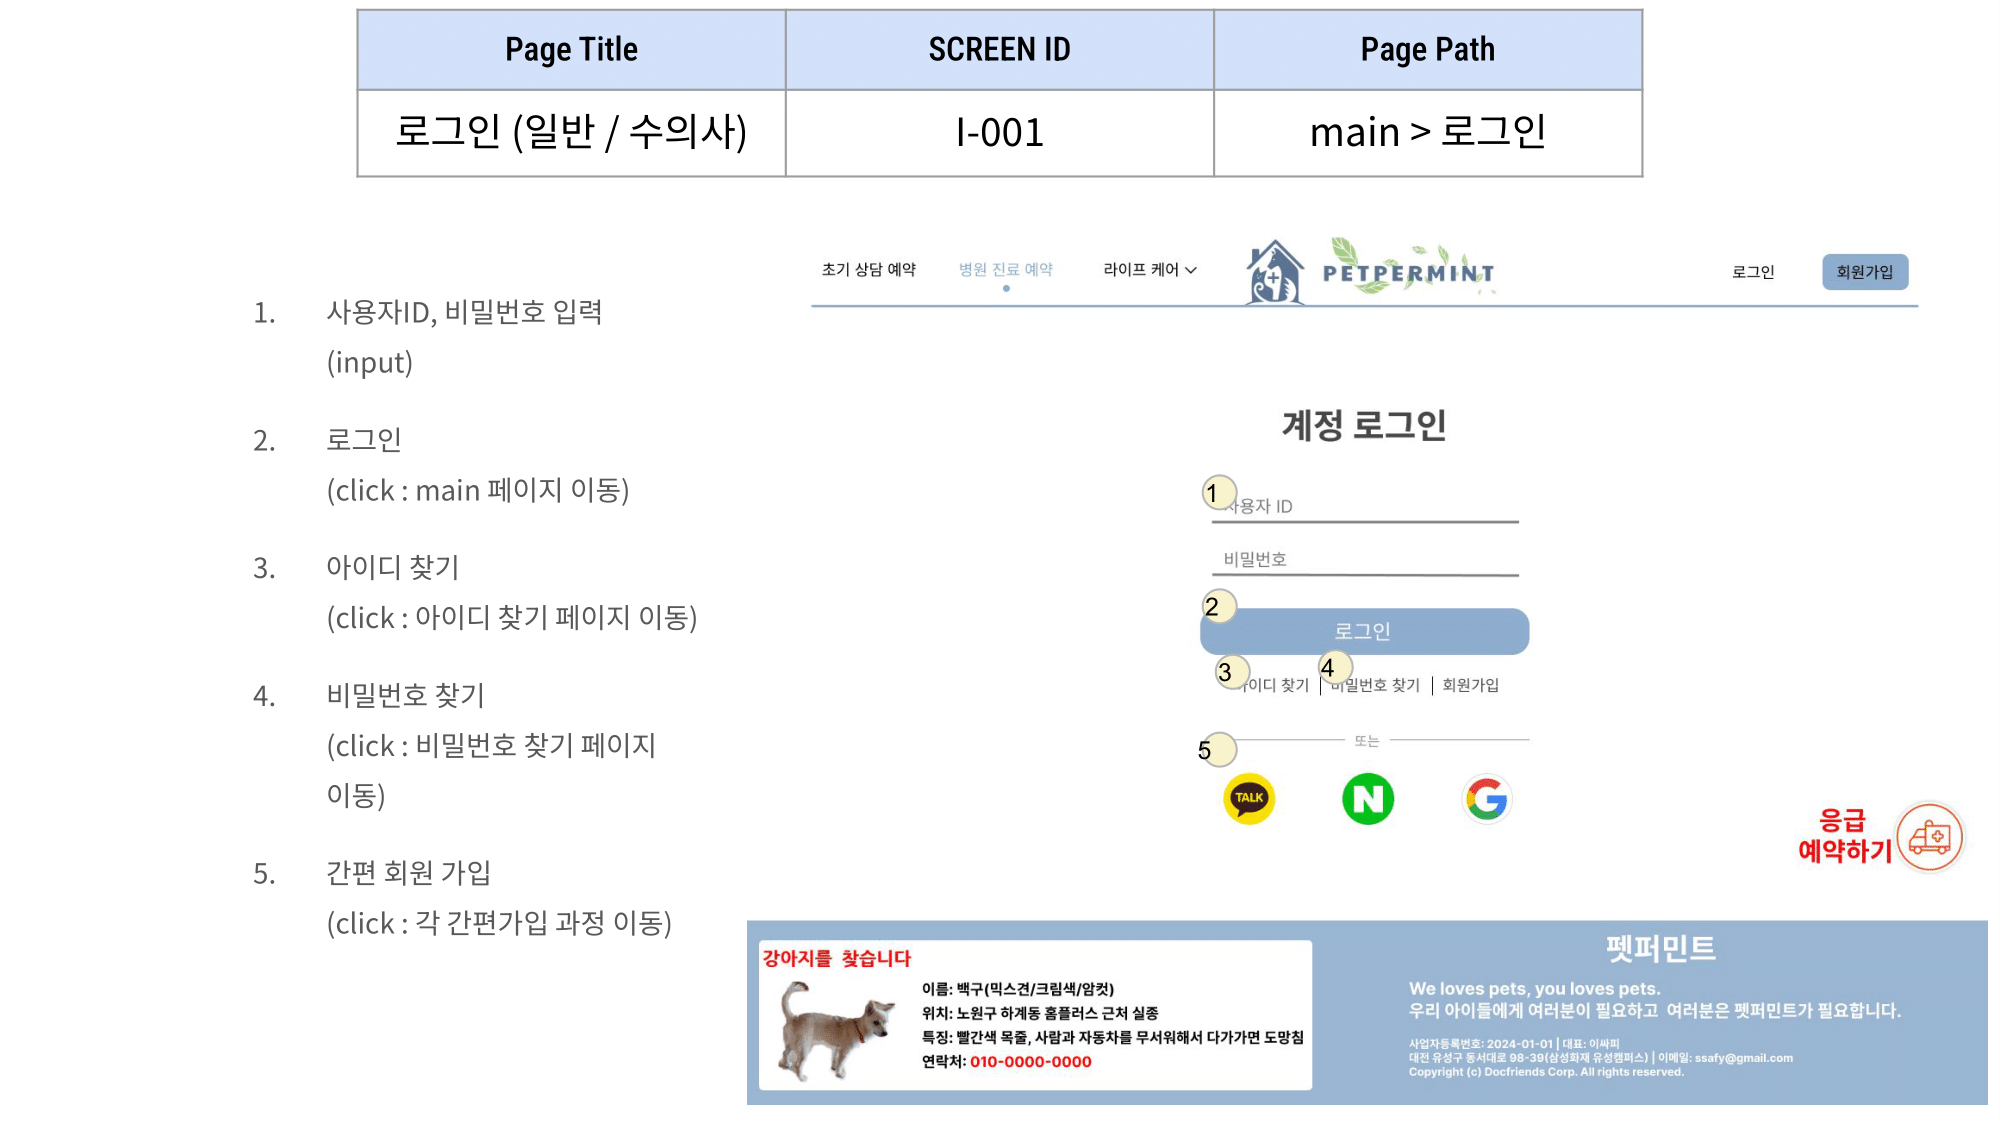 Page Title
SCREEN ID
Page Path
로그인 (일반 / 수의사)
I-001
main > 로그인
1. 사용자ID, 비밀번호 입력
(input)
2. 로그인
(click : main 페이지 이동)
3. 아이디 찾기
(click : 아이디 찾기 페이지 이동)
4. 비밀번호 찾기
(click : 비밀번호 찾기 페이지
이동)
5. 간편 회원 가입
(click : 각 간편가입 과정 이동)
초기 상담 예약
병원 진료 예약
라이프 케어
PETPERMINT
로그인
회원가입
계정 로그인
1
사용자 ID
비밀번호
2
로그인
3
4
아이디 찾기 | 비밀번호 찾기 | 회원가입
5
또는
TALK
N
G
응급
예약하기
강아지를 찾습니다
이름: 백구(믹스견/크림색/암컷)
위치: 노원구 하계동 홈플러스 근처 실종
특징: 빨간색 목줄, 사람과 자동차를 무서워해서 다가가면 도망침
연락처: 010-0000-0000
펫퍼민트
We loves pets, you loves pets.
우리 아이들에게 여러분이 필요하고 여러분은 펫퍼민트가 필요합니다.
사업자등록번호: 2024-01-01 | 대표: 이싸피
대전 유성구 동서대로 98-39(삼성화재 유성캠퍼스) | 이메일: ssafy@gmail.com
Copyright (c) Docfriends Corp. All rights reserved.